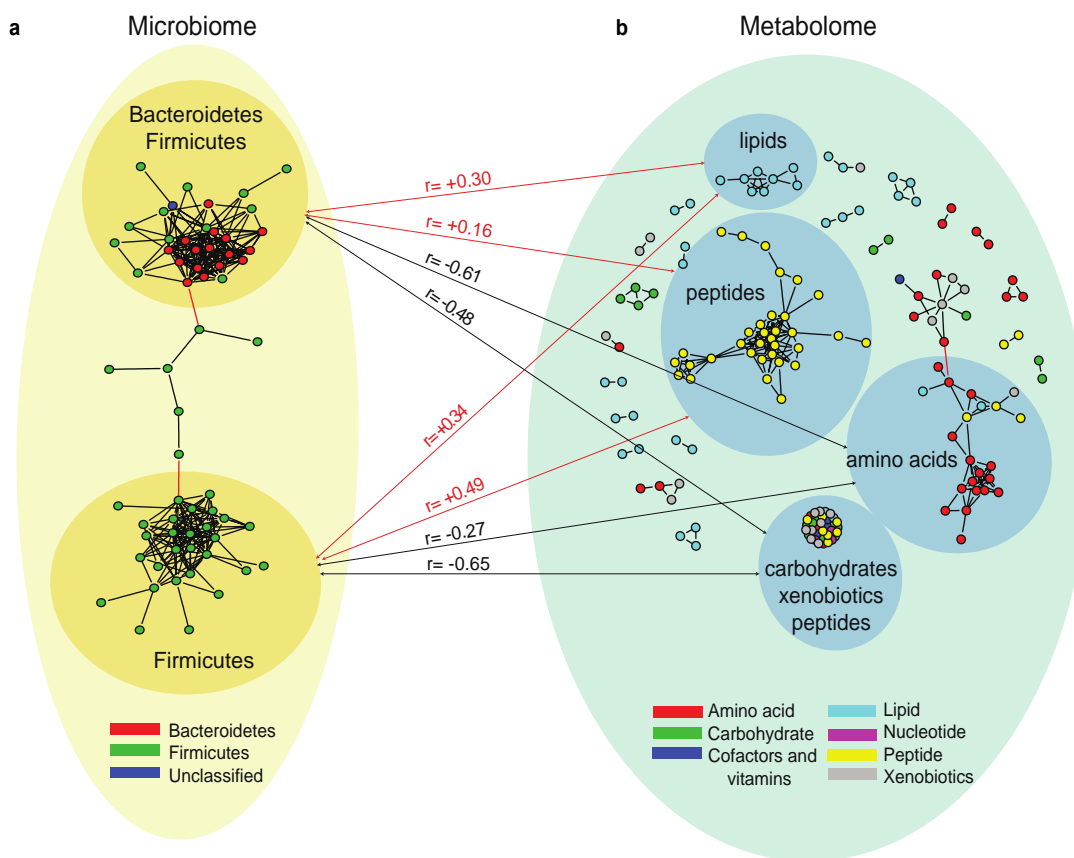 a
Microbiome
b
Metabolome
Bacteroidetes
Firmicutes
lipids
r= +0.30
r= +0.16
r= -0.61
r= -0.48
peptides
r=+0.34
r= +0.49
amino acids
r= -0.27
r= -0.65
carbohydrates
xenobiotics
peptides
Firmicutes
Bacteroidetes
Firmicutes
Unclassified
Amino acid
Carbohydrate
Cofactors and
vitamins
Lipid
Nucleotide
Peptide
Xenobiotics